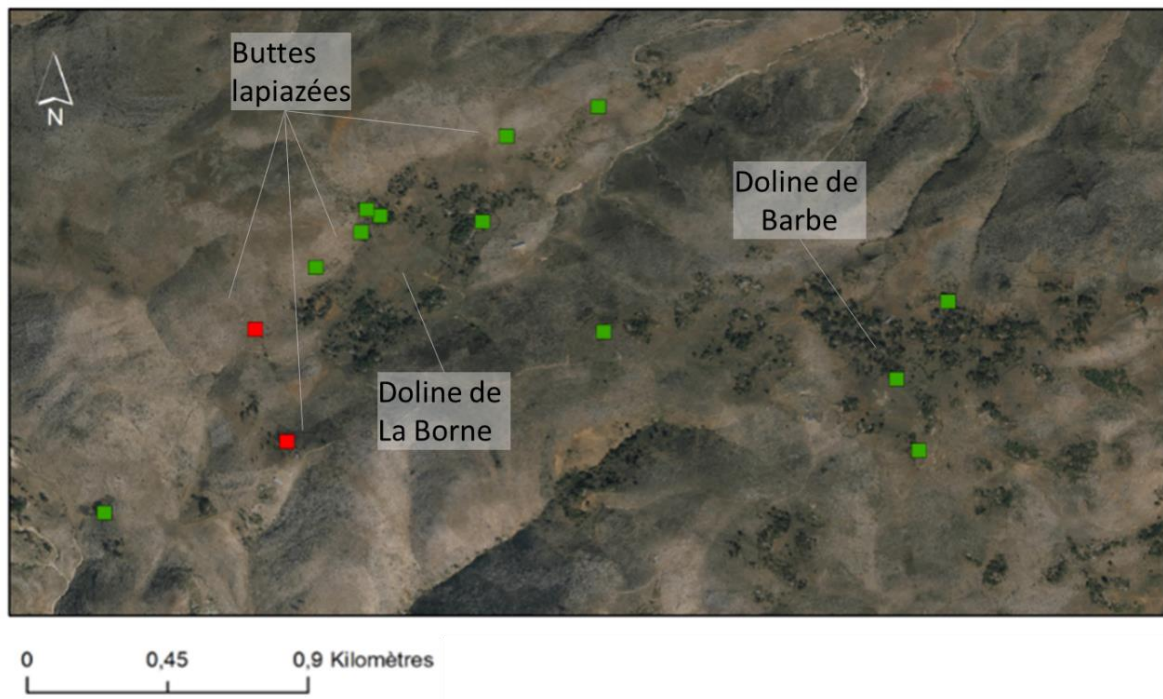 Buttes
lapiazées
N
Doline de
Barbe
Doline de
La Borne
0
0,45
0,9 Kilomètres